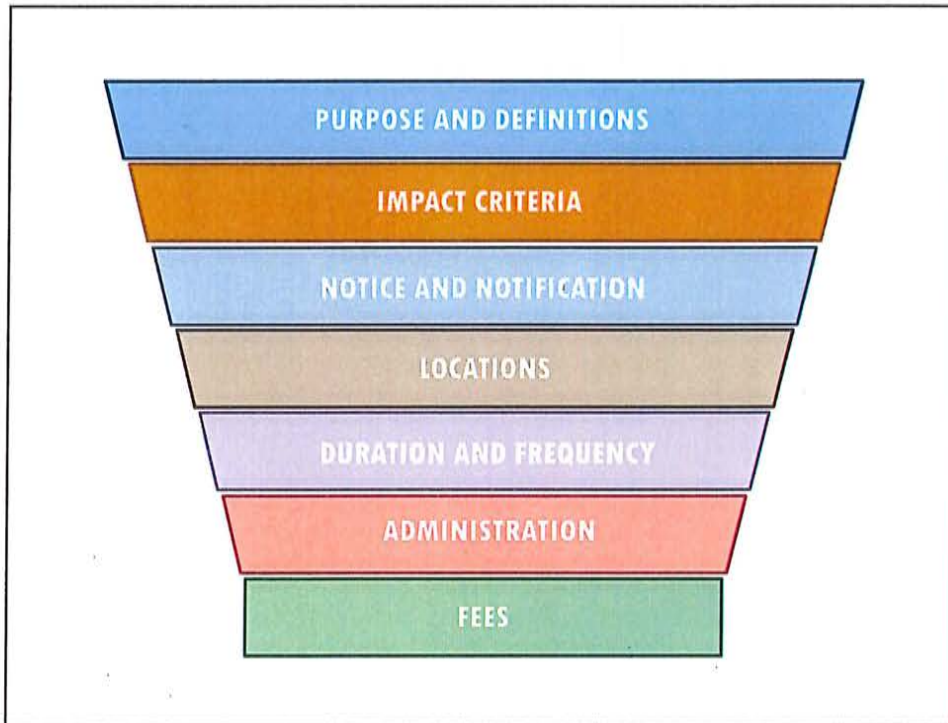 PURPOSE AND DEFINITIONS
IMPACT CRITERIA
NOTICE AND NOTIFICATION
LOCATIONS
DURATION AND FREQUENCY
ADMINISTRATION
FEES